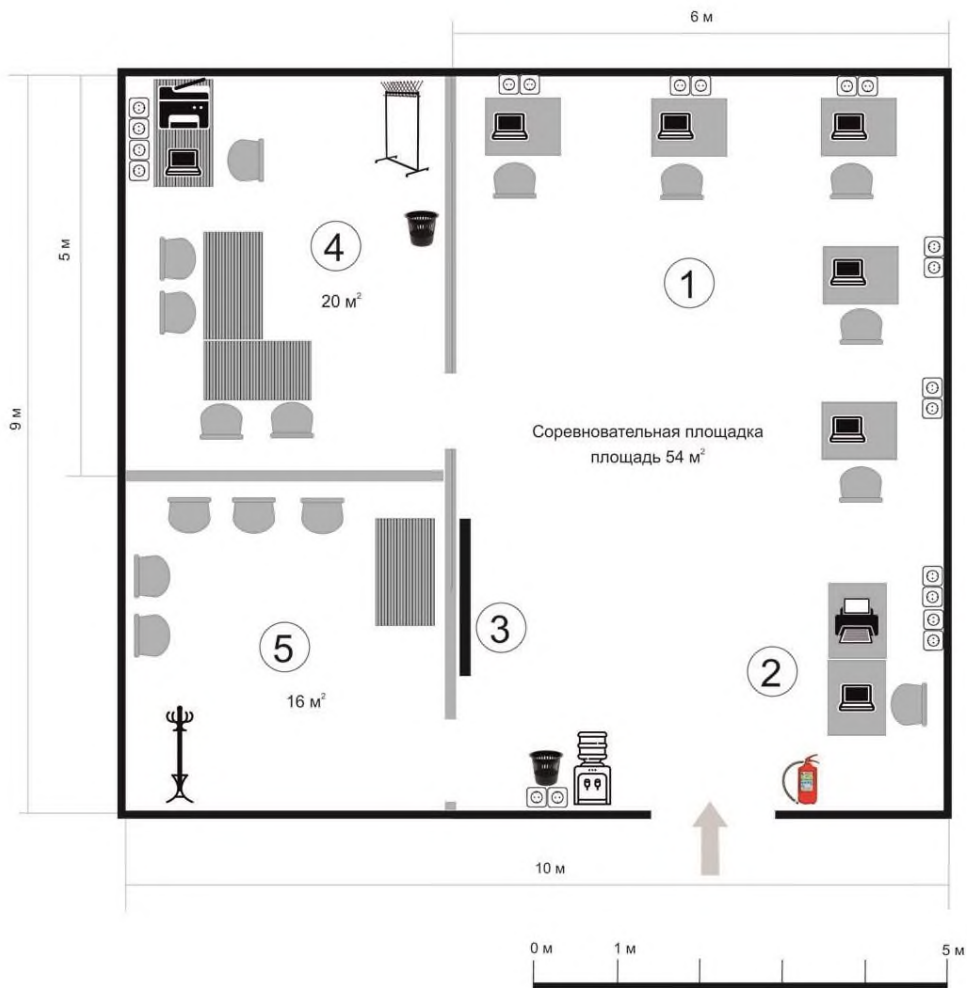 6 м
5 м
9 м
4
20 м²
1
Соревновательная площадка
площадь 54 м²
3
5
16 м²
2
10 м
0 м 1 м 5 м